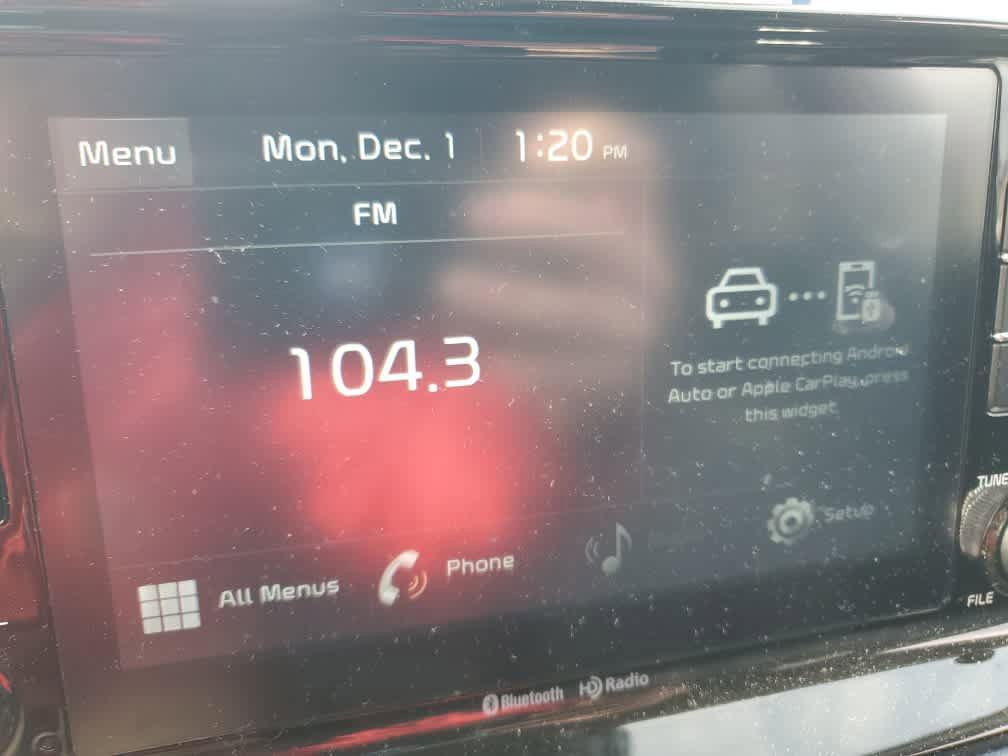 Menu
Mon, Dec. 1
1:20 PM
FM
104.3
To start connecting Android
Auto or Apple CarPlay, press
this widget
All Menus
Phone
Setup
TUNE
FILE
Bluetooth
HD Radio